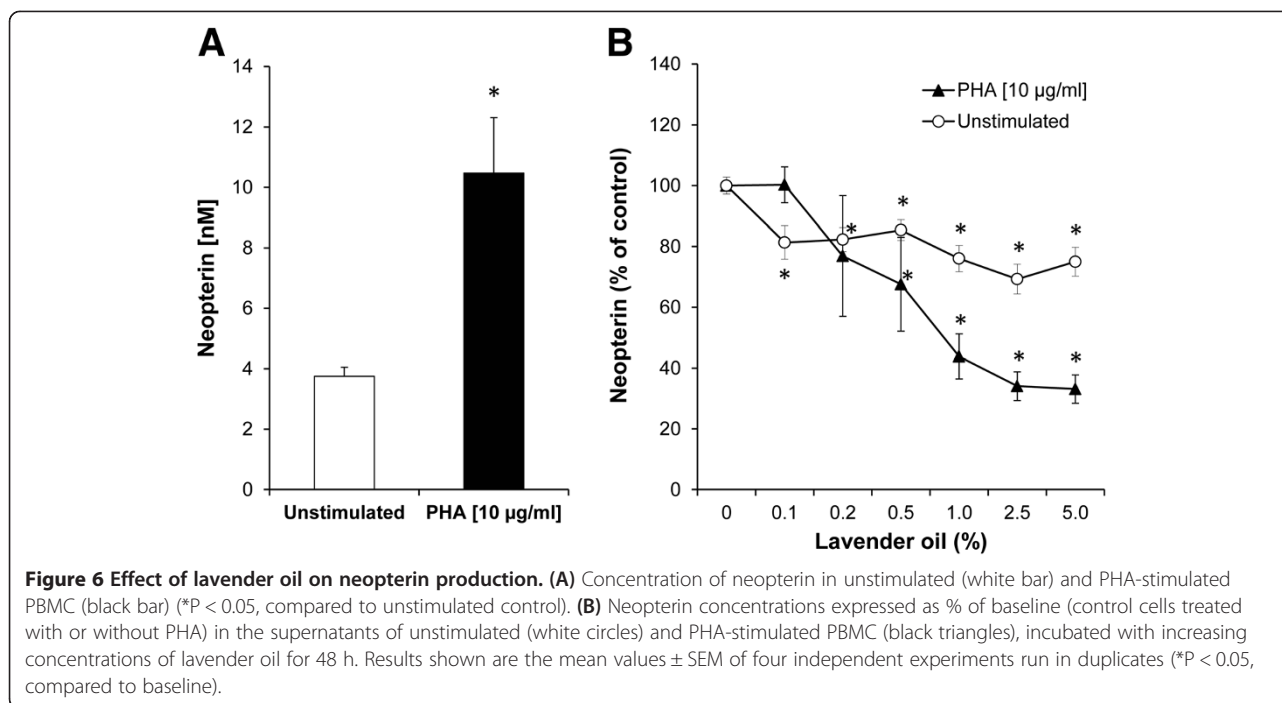 A
Neopterin [nM]
14
12
10
8
6
4
2
0
*
Unstimulated
PHA [10 µg/ml]
B
Neopterin (% of control)
140
120
100
80
60
40
20
0
PHA [10 µg/ml]
Unstimulated
* * * * * *
* * * * *
0 0.1 0.2 0.5 1.0 2.5 5.0
Lavender oil (%)
Figure 6 Effect of lavender oil on neopterin production. (A) Concentration of neopterin in unstimulated (white bar) and PHA-stimulated
PBMC (black bar) (*P < 0.05, compared to unstimulated control). (B) Neopterin concentrations expressed as % of baseline (control cells treated
with or without PHA) in the supernatants of unstimulated (white circles) and PHA-stimulated PBMC (black triangles), incubated with increasing
concentrations of lavender oil for 48 h. Results shown are the mean values ± SEM of four independent experiments run in duplicates (*P < 0.05,
compared to baseline).